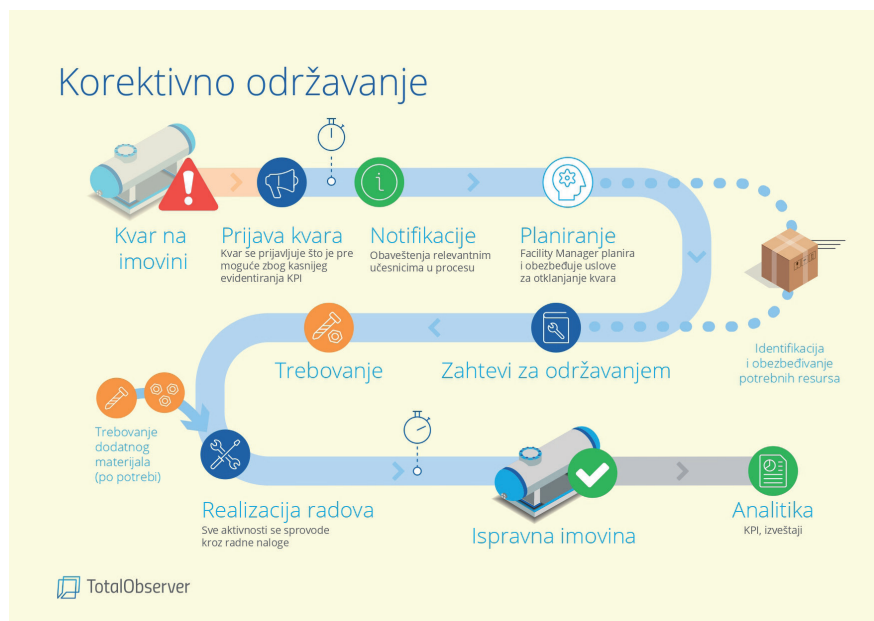 Korektivno održavanje
Kvar na
imovini
Prijava kvara
Kvar se prijavljuje što je pre
moguće zbog kasnijeg
evidentiranja KPI
Notifikacije
Obaveštenja relevantnim
učesnicima u procesu
Planiranje
Facility Manager planira
i obezbeđuje uslove
za otklanjanje kvara
Identifikacija
i obezbeđivanje
potrebnih resursa
Zahtevi za održavanjem
Trebovanje
Trebovanje
dodatnog
materijala
(po potrebi)
Realizacija radova
Sve aktivnosti se sprovode
kroz radne naloge
Ispravna imovina
Analitika
KPI, izveštaji
TotalObserver